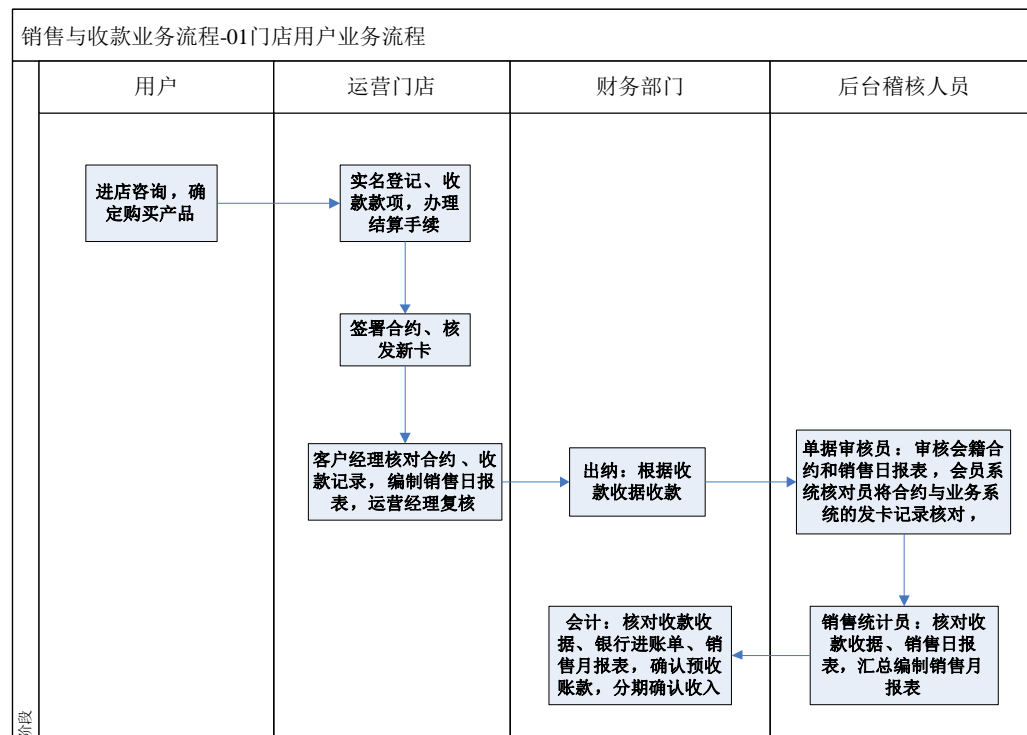 销售与收款业务流程-01门店用户业务流程
用户
运营门店
财务部门
后台稽核人员
进店咨询，确
定购买产品
实名登记、收
款款项，办理
结算手续
签署合约、核
发新卡
客户经理核对合约、收
款记录，编制销售日报
表，运营经理复核
出纳：根据收
款收据收款
单据审核员：审核会籍合
约和销售日报表，会员系
统核对员将合约与业务系
统的发卡记录核对，
销售统计员：核对收
款收据、销售日报
表，汇总编制销售月
报表
会计：核对收款收
据、银行进账单、销
售月报表，确认预收
账款，分期确认收入
阶段